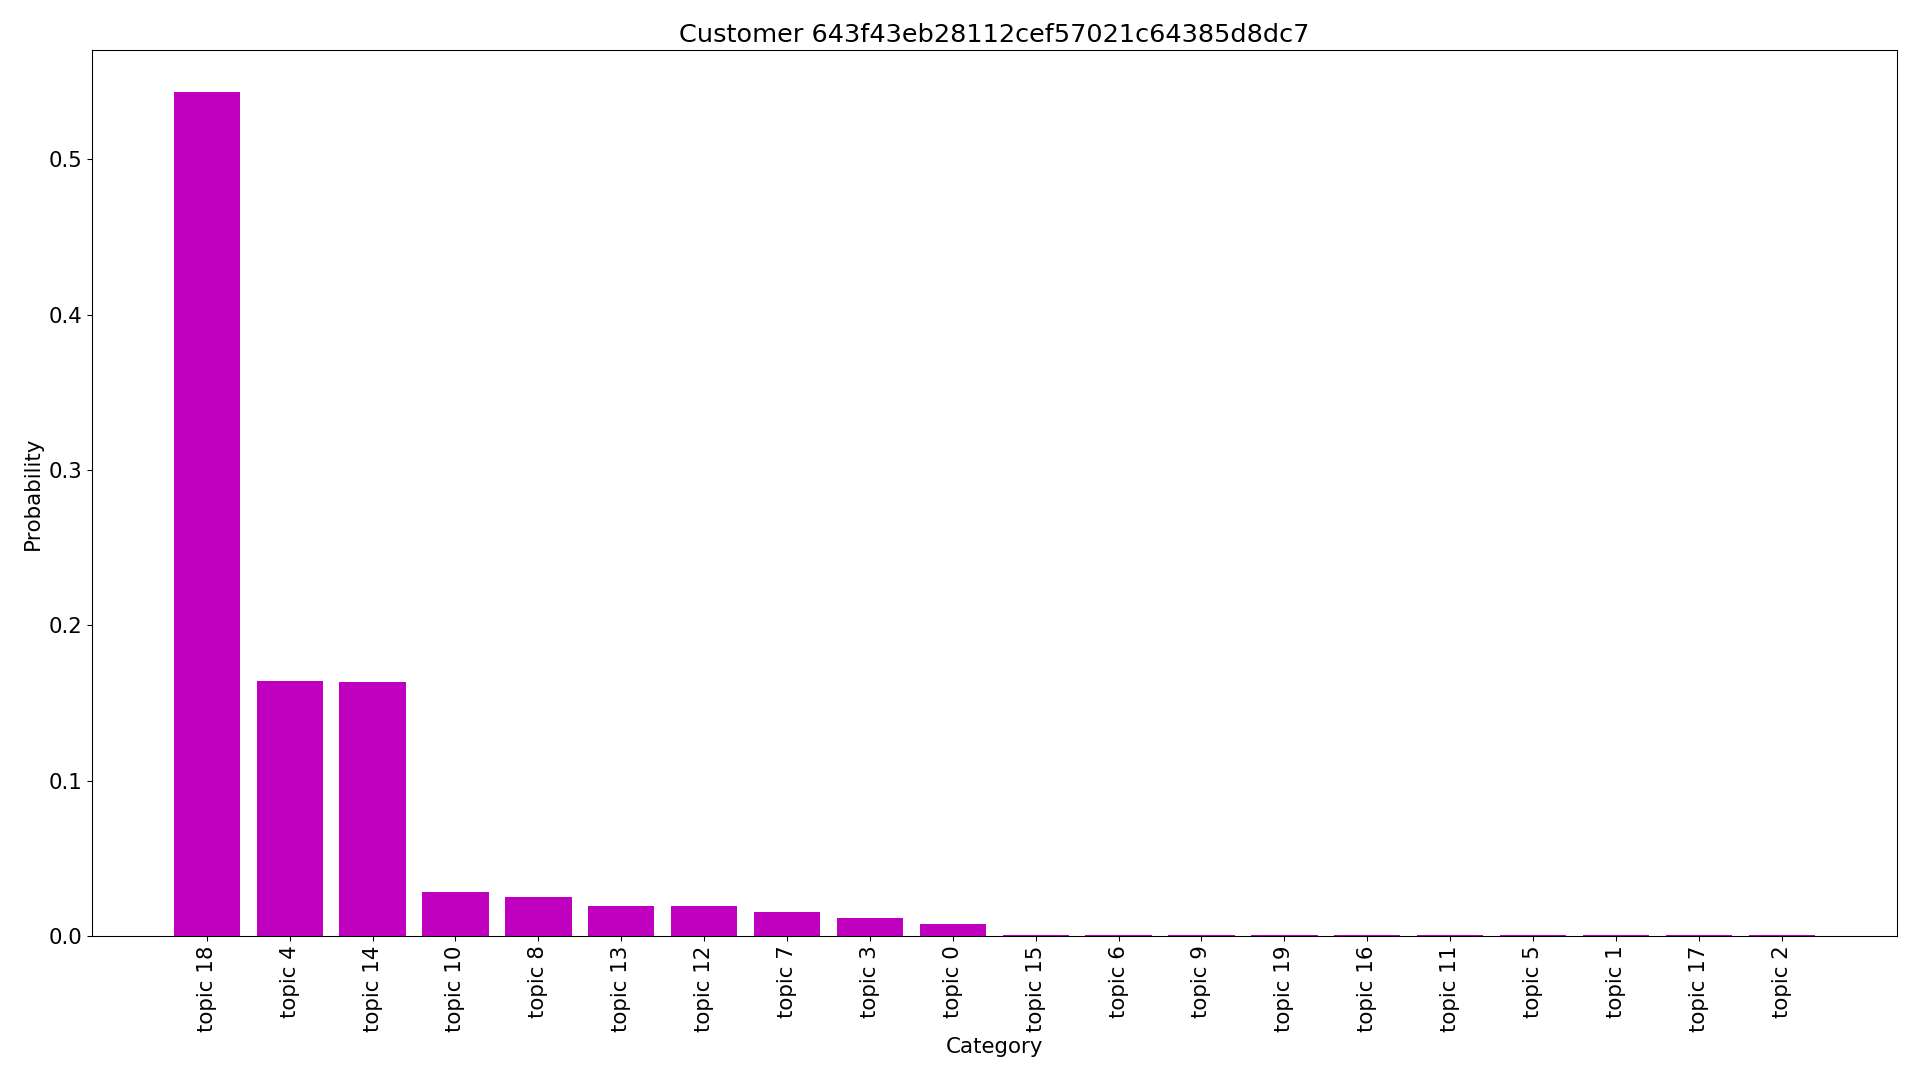 Customer 643f43eb28112cef57021c64385d8dc7
Probability
0.5
0.4
0.3
0.2
0.1
0.0
topic 18
topic 4
topic 14
topic 10
topic 8
topic 13
topic 12
topic 7
topic 3
topic 0
topic 15
topic 6
topic 9
topic 19
topic 16
topic 11
topic 5
topic 1
topic 17
topic 2
Category